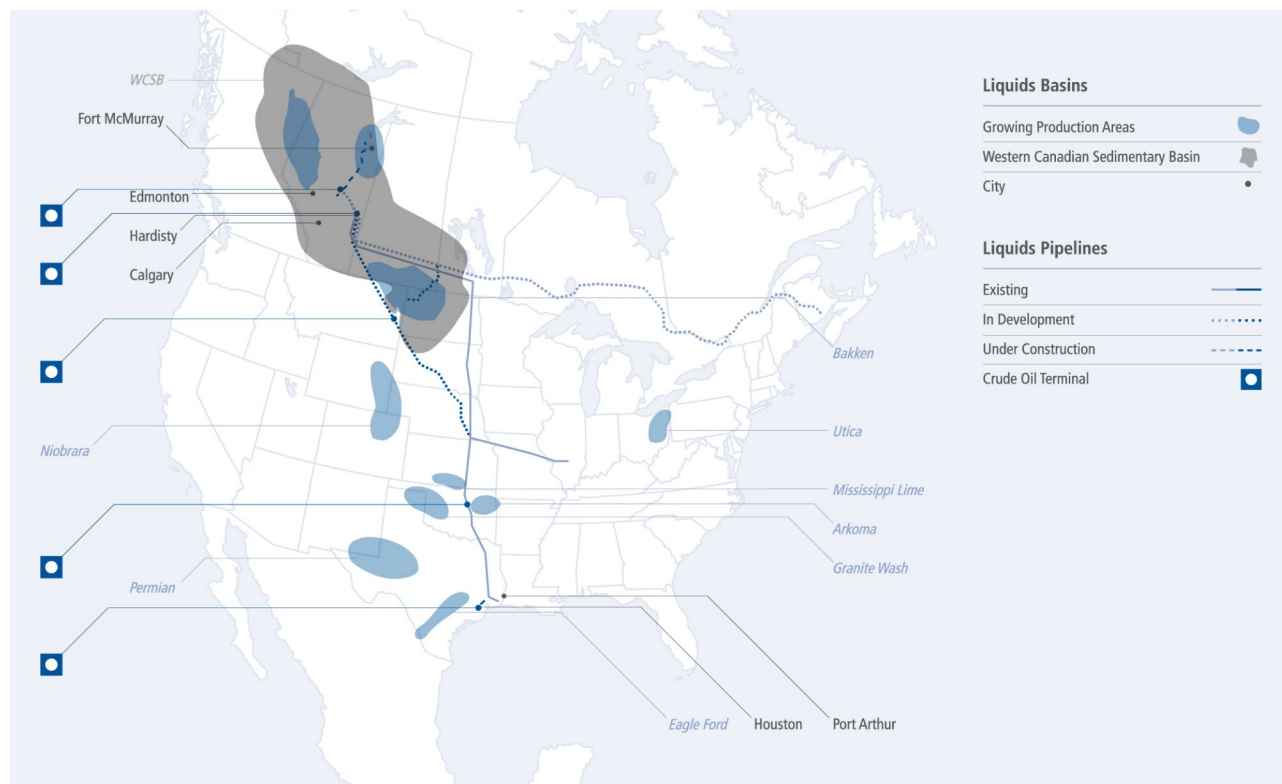 WCSB
Fort McMurray
Edmonton
Hardisty
Calgary
Niobrara
Permian
Bakken
Utica
Mississippi Lime
Arkoma
Granite Wash
Eagle Ford
Houston
Port Arthur
Liquids Basins
Growing Production Areas
Western Canadian Sedimentary Basin
City
Liquids Pipelines
Existing
In Development
Under Construction
Crude Oil Terminal